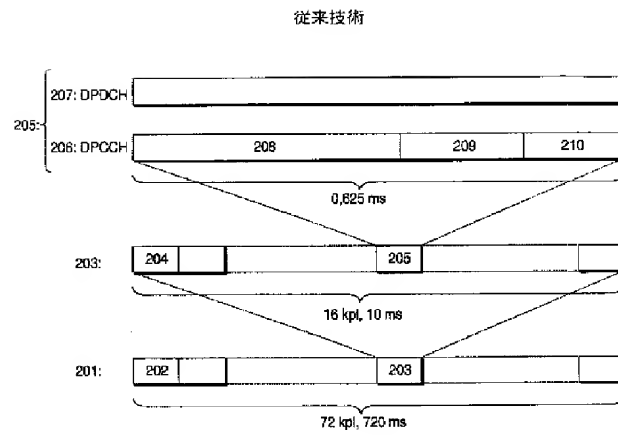 従来技術
207: DPDCH
205:
206: DPCCH
208 209 210
0,625 ms
203:
204 205
16 kpl, 10 ms
201:
202 203
72 kpl, 720 ms